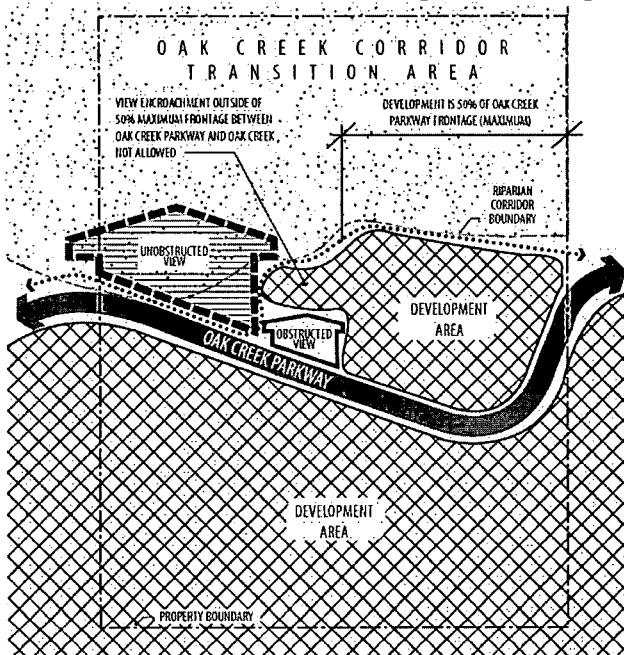 OAK CREEK CORRIDOR
TRANSITION AREA
VIEW ENCROACHMENT OUTSIDE OF
50% MAXIMUM FRONTAGE BETWEEN
OAK CREEK PARKWAY AND OAK CREEK
NOT ALLOWED
DEVELOPMENT IS 50% OF OAK CREEK
PARKWAY FRONTAGE (MAXIMUM)
RIPARIAN
CORRIDOR
BOUNDARY
UNOBSTRUCTED
VIEW
DEVELOPMENT
AREA
OBSTRUCTED
VIEW
OAK CREEK PARKWAY
DEVELOPMENT
AREA
PROPERTY BOUNDARY